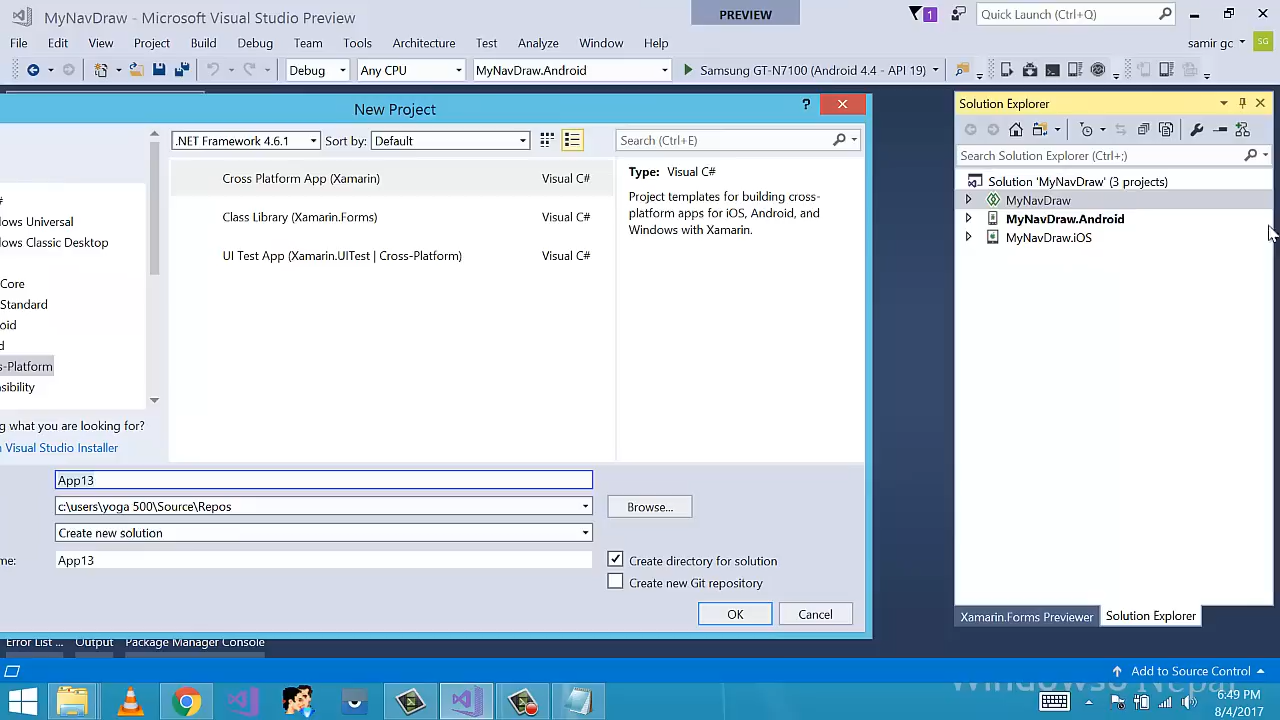 MyNavDraw - Microsoft Visual Studio Preview
PREVIEW
1
Quick Launch (Ctrl+Q)
File Edit View Project Build Debug Team Tools Architecture Test Analyze Window Help
samir gc
SG
Debug
Any CPU
MyNavDraw.Android
Samsung GT-N7100 (Android 4.4 - API 19)
New Project
?
.NET Framework 4.6.1
Sort by: Default
Search (Ctrl+E)
ows Universal
ows Classic Desktop
Core
Standard
oid
s-Platform
sibility
g what you are looking for?
Visual Studio Installer
Cross Platform App (Xamarin) Visual C#
Class Library (Xamarin.Forms) Visual C#
UI Test App (Xamarin.UITest | Cross-Platform) Visual C#
Type: Visual C#
Project templates for building cross-
platform apps for iOS, Android, and
Windows with Xamarin.
App13
c:\users\yoga 500\Source\Repos
Browse...
Create new solution
me: App13
Create directory for solution
Create new Git repository
OK
Cancel
Solution Explorer
Search Solution Explorer (Ctrl+;)
Solution 'MyNavDraw' (3 projects)
MyNavDraw
MyNavDraw.Android
MyNavDraw.iOS
Xamarin.Forms Previewer
Solution Explorer
Error List ... Output Package Manager Console
Add to Source Control
6:49 PM
8/4/2017